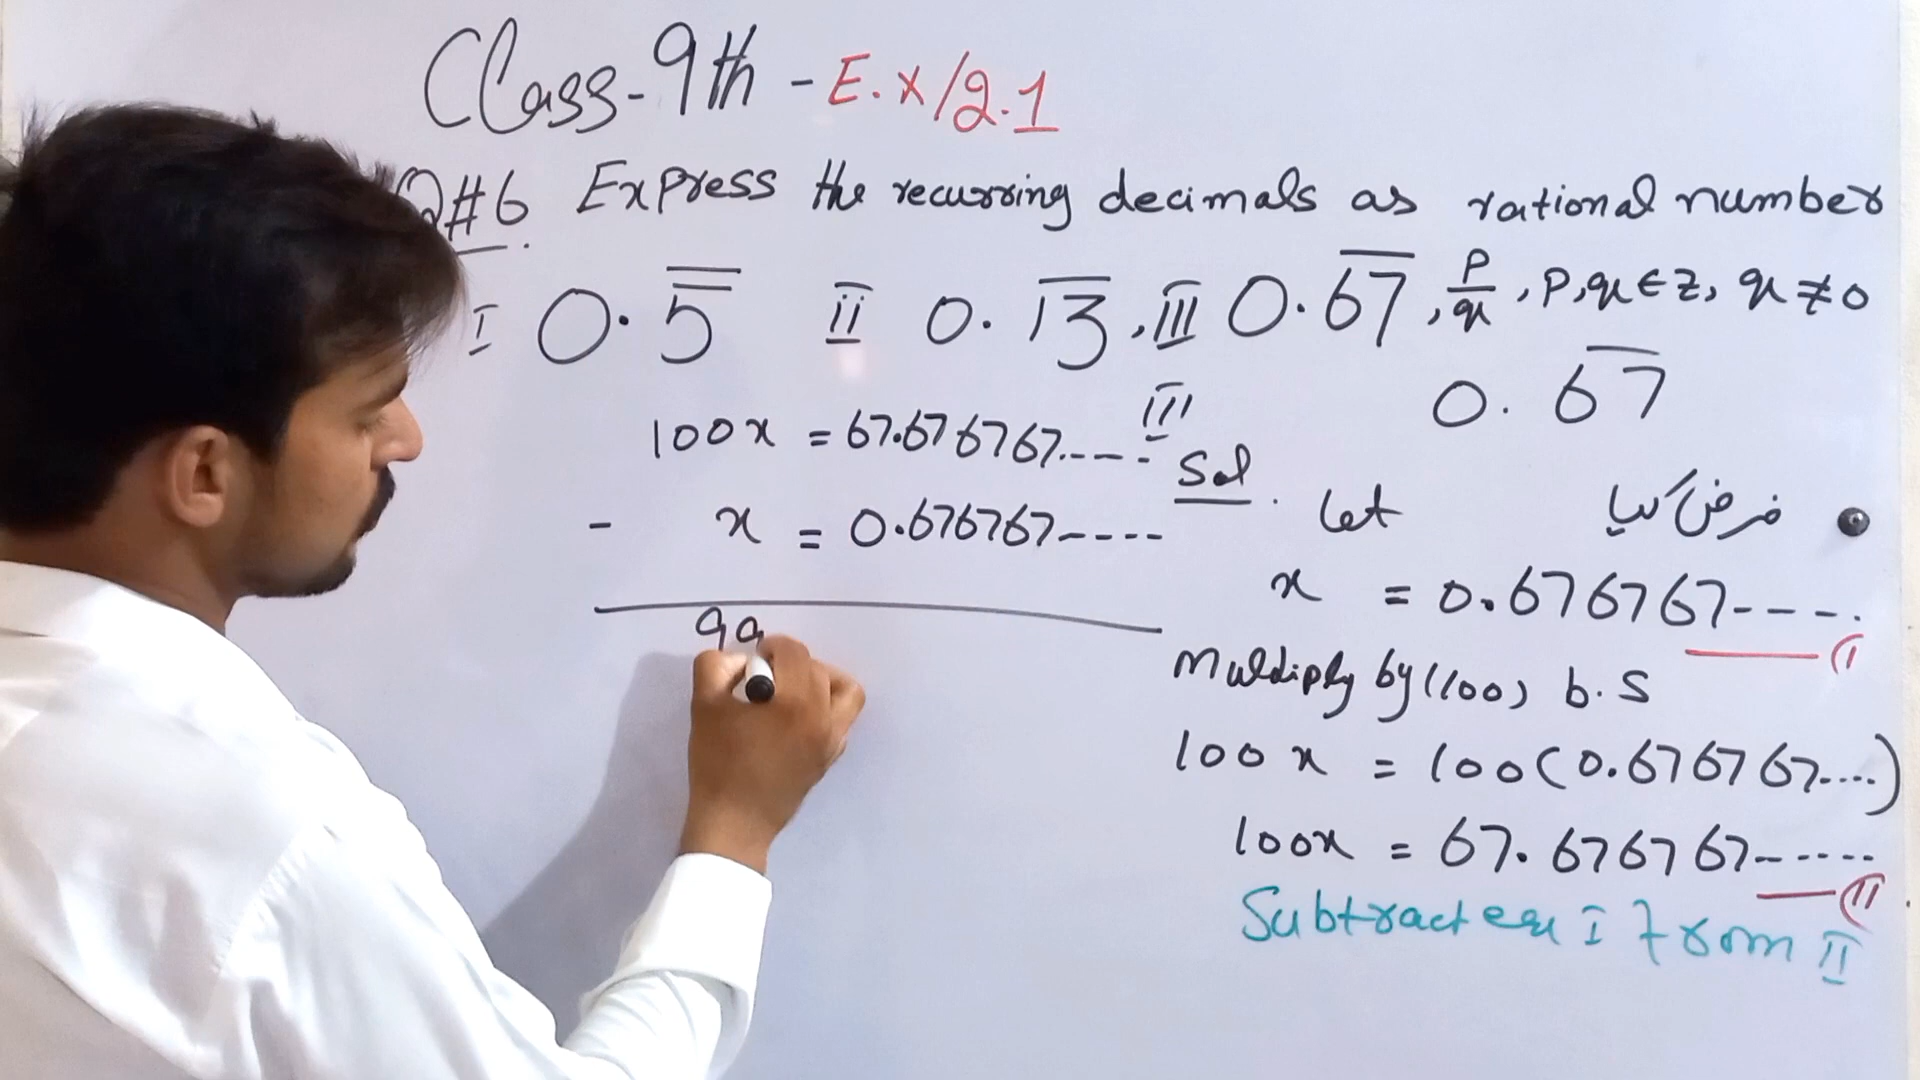 Class-9th - E.x/2.1
Q#6 Express the recurring decimals as rational number
I 0.5̅ II 0.1̅3̅, III 0.6̅7̅, p/q, p,q ∈ Z, q ≠ 0
III 0.6̅7̅
Sol. Let فرض کیا
x = 0.676767----. (I
Multiply by (100) b.s
100x = 100(0.676767....)
100x = 67.676767------ (II
Subtract eq I from II
100x = 67.676767.----
- x = 0.676767----
99